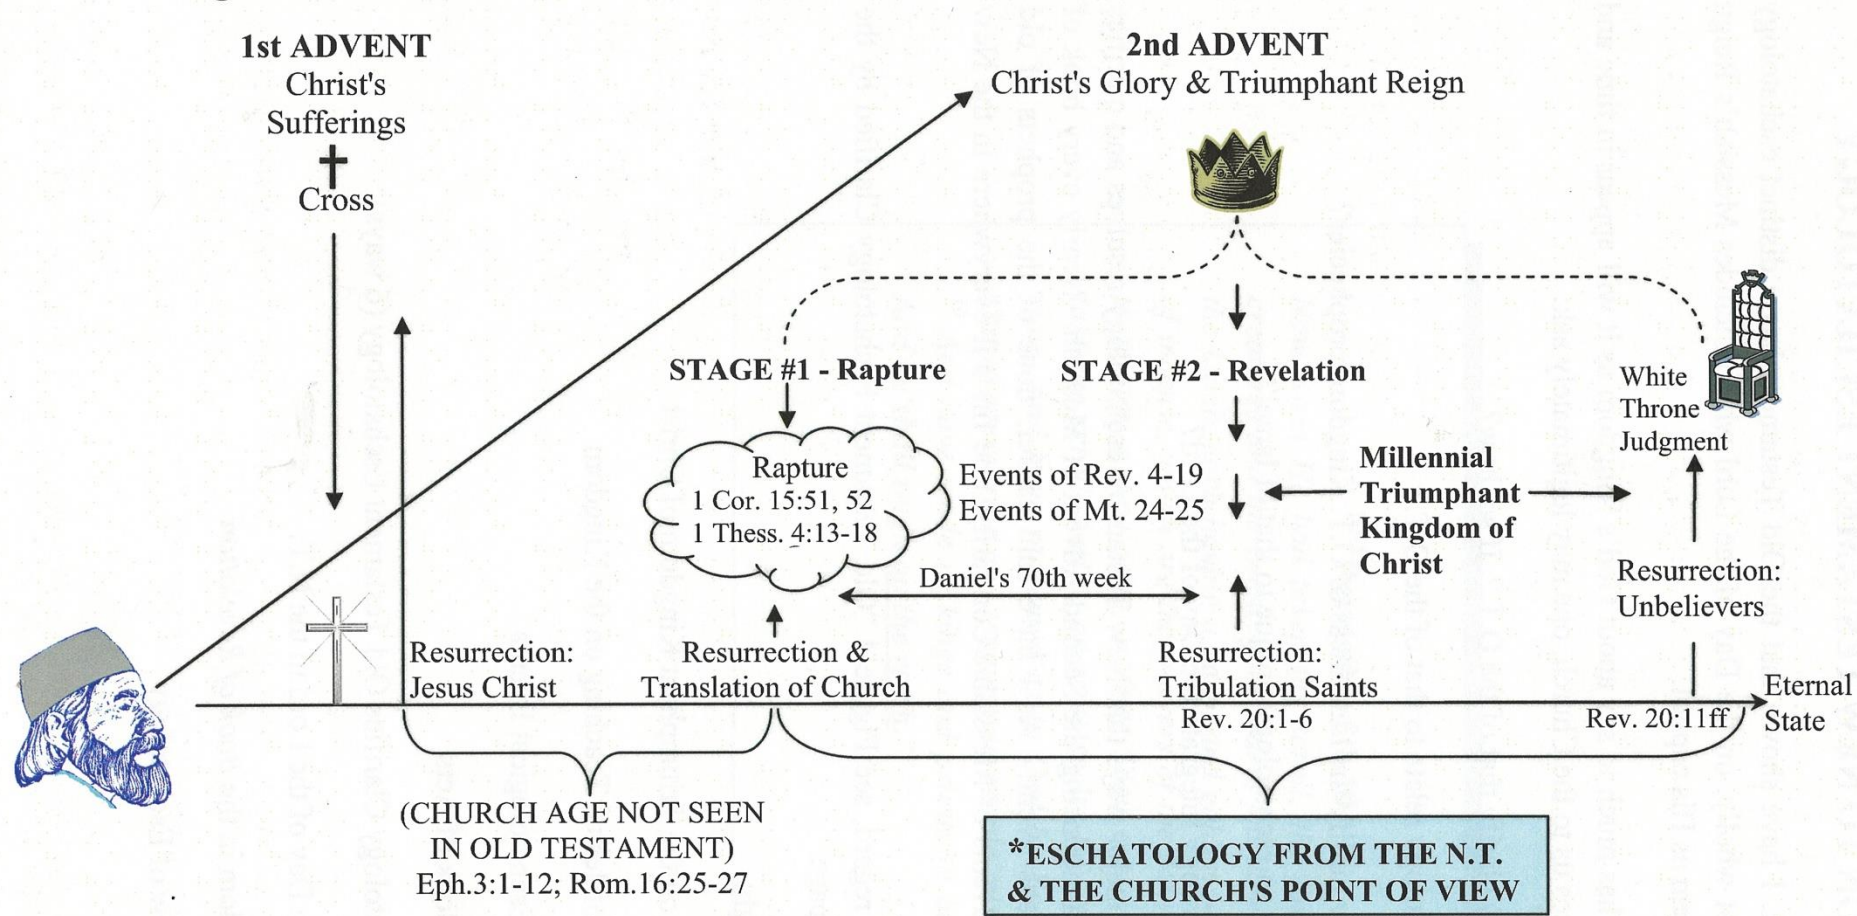 1st ADVENT
Christ's
Sufferings
Cross
2nd ADVENT
Christ's Glory & Triumphant Reign
STAGE #1 - Rapture
STAGE #2 - Revelation
White
Throne
Judgment
Rapture
1 Cor. 15:51, 52
1 Thess. 4:13-18
Events of Rev. 4-19
Events of Mt. 24-25
Millennial
Triumphant
Kingdom of
Christ
Daniel's 70th week
Resurrection:
Unbelievers
Resurrection:
Jesus Christ
Resurrection &
Translation of Church
Resurrection:
Tribulation Saints
Rev. 20:1-6
Rev. 20:11ff
Eternal
State
(CHURCH AGE NOT SEEN
IN OLD TESTAMENT)
Eph.3:1-12; Rom.16:25-27
*ESCHATOLOGY FROM THE N.T.
& THE CHURCH'S POINT OF VIEW